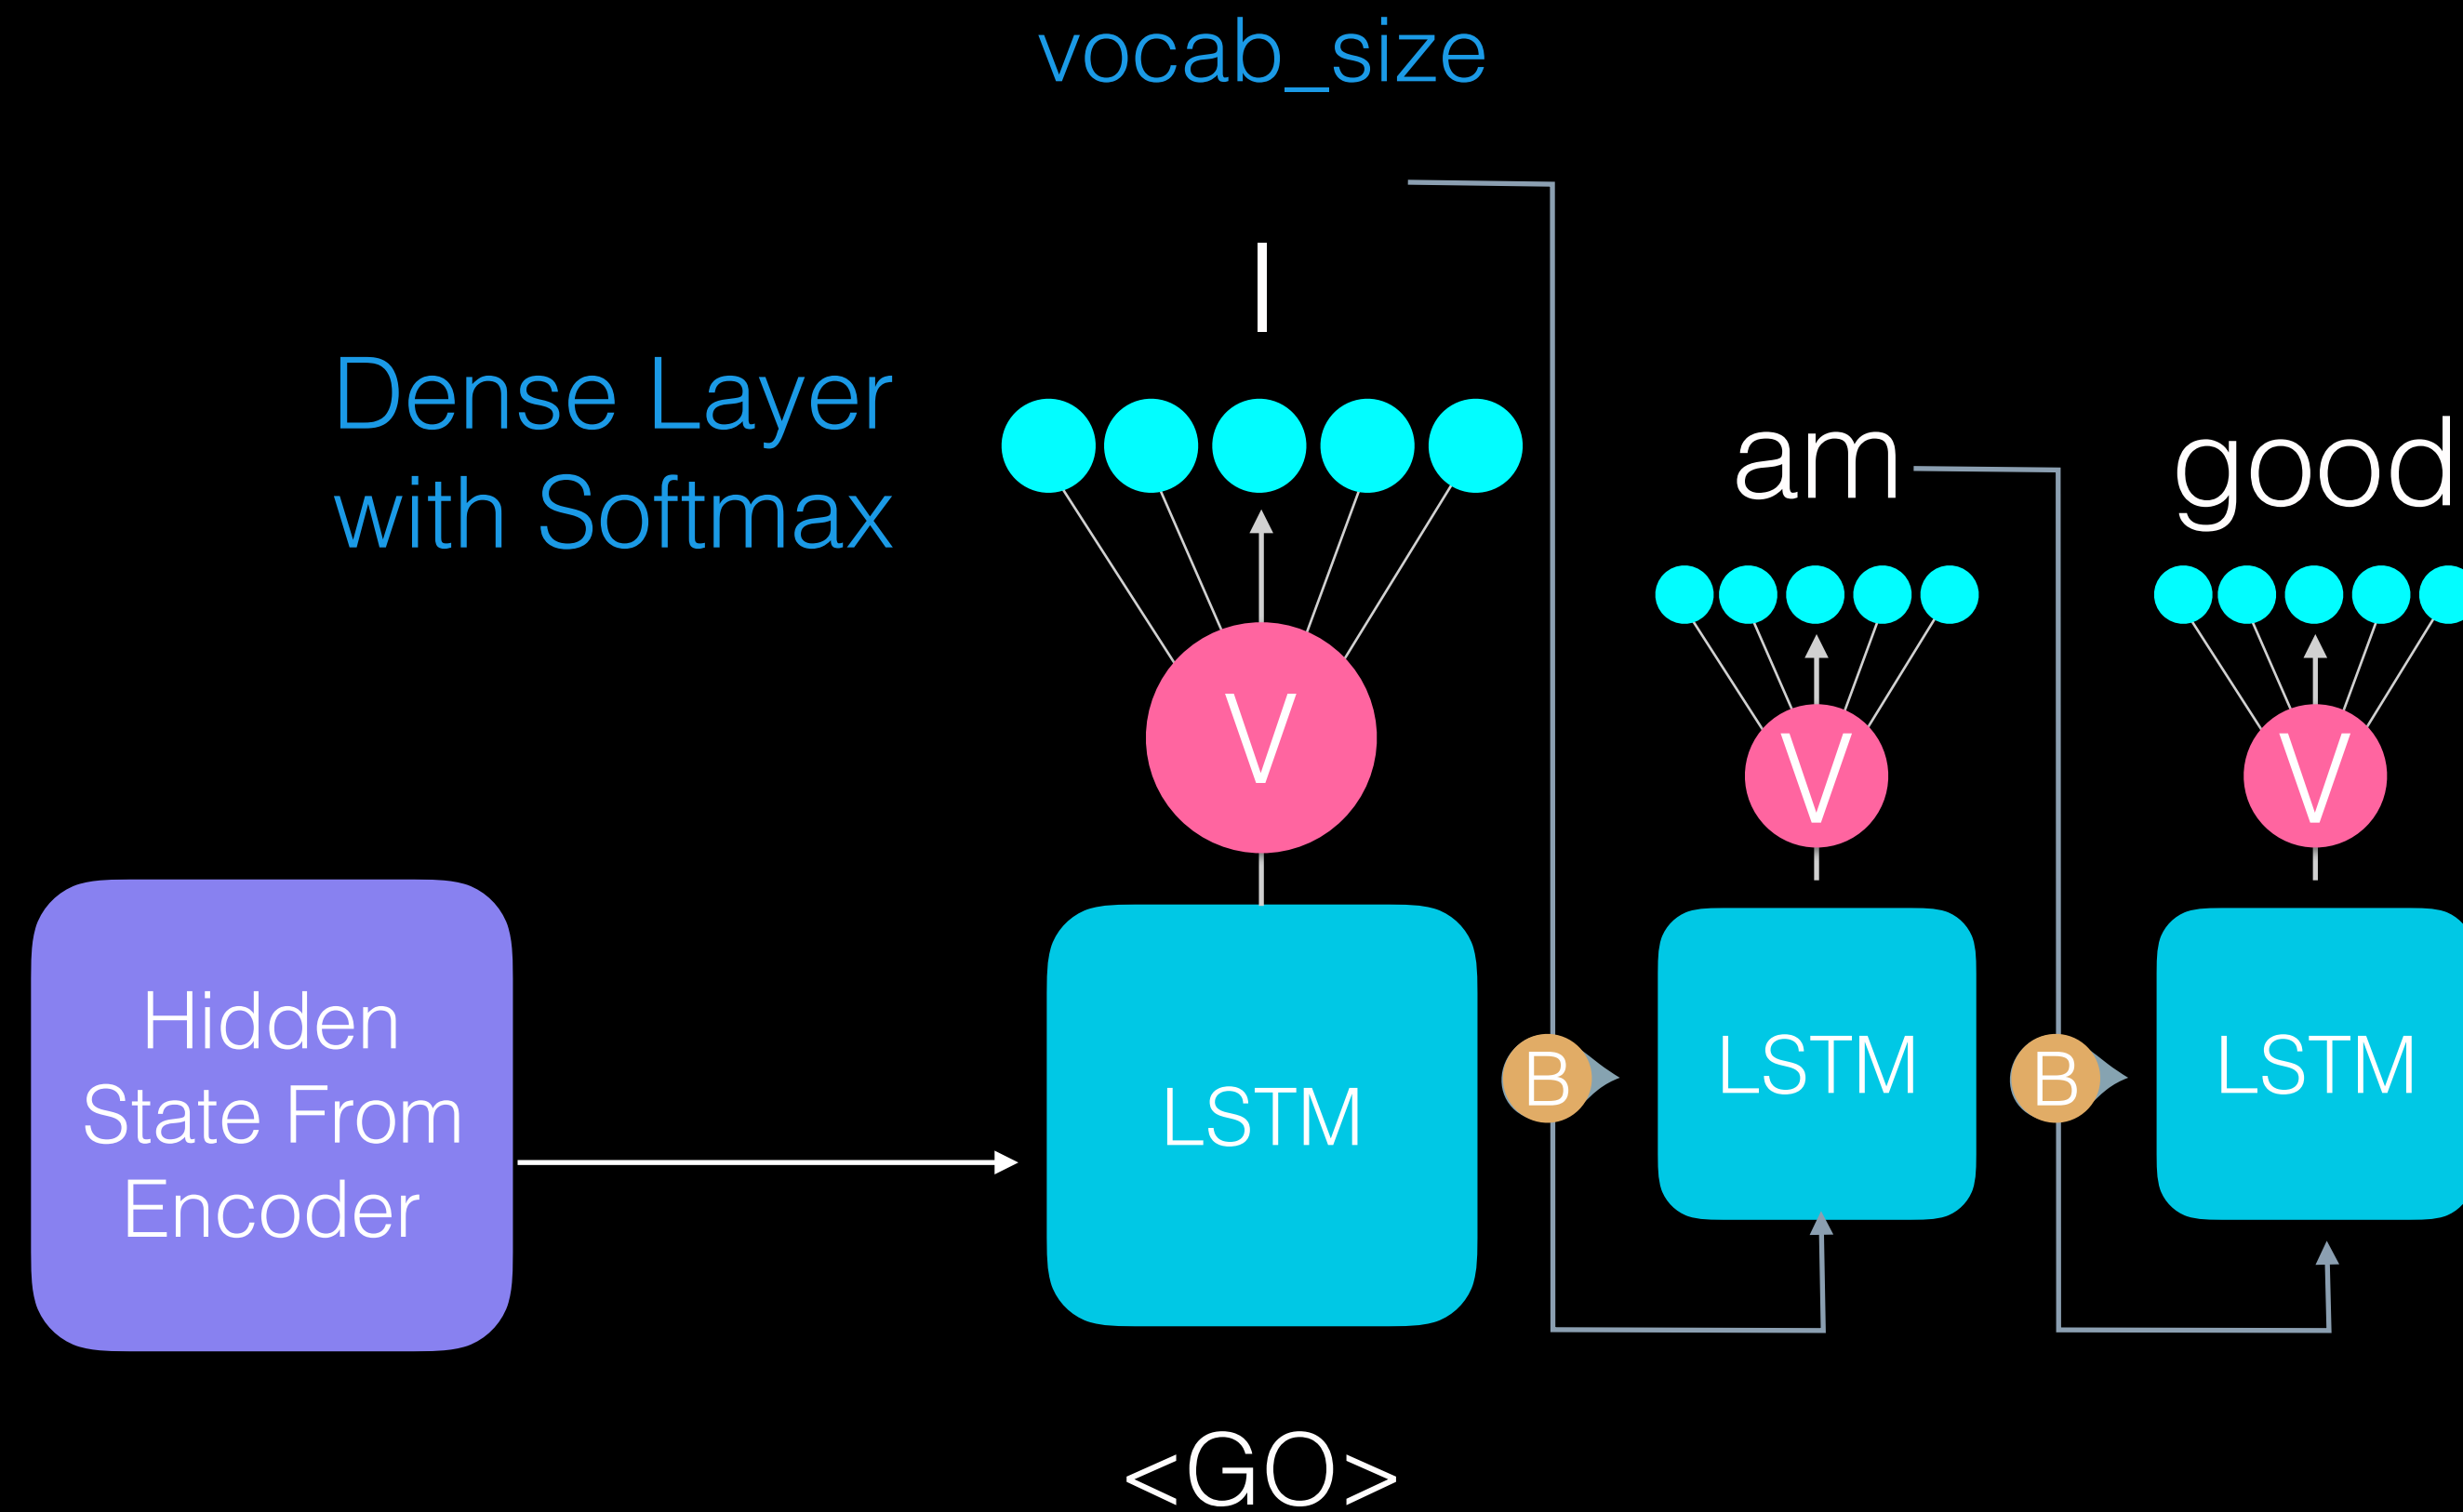 vocab_size
I
Dense Layer
with Softmax
am
good
V
V
V
Hidden
State From
Encoder
LSTM
B
LSTM
B
LSTM
<GO>